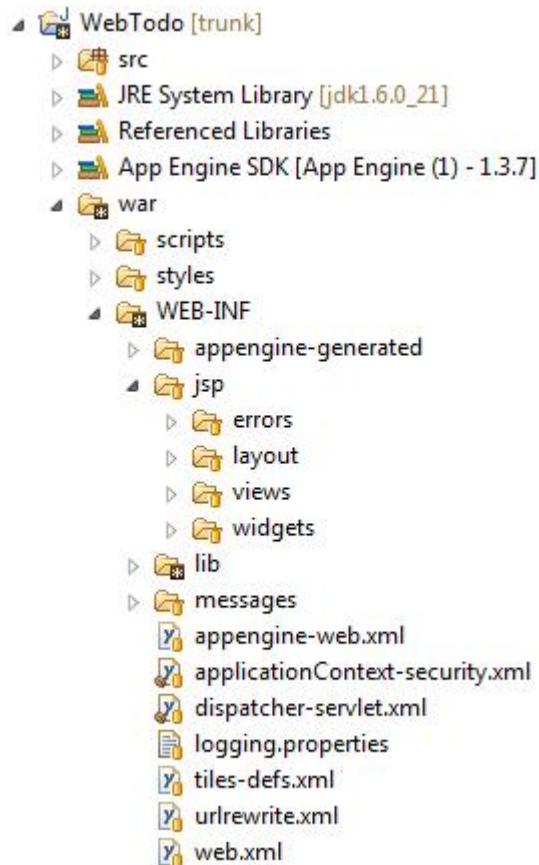 WebTodo [trunk]
src
JRE System Library [jdk1.6.0_21]
Referenced Libraries
App Engine SDK [App Engine (1) - 1.3.7]
war
scripts
styles
WEB-INF
appengine-generated
jsp
errors
layout
views
widgets
lib
messages
appengine-web.xml
applicationContext-security.xml
dispatcher-servlet.xml
logging.properties
tiles-defs.xml
urlrewrite.xml
web.xml